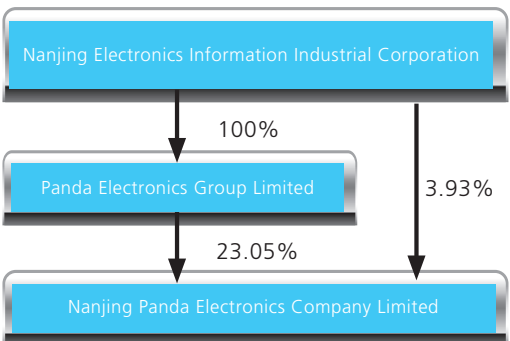 Nanjing Electronics Information Industrial Corporation
100%
Panda Electronics Group Limited
3.93%
23.05%
Nanjing Panda Electronics Company Limited